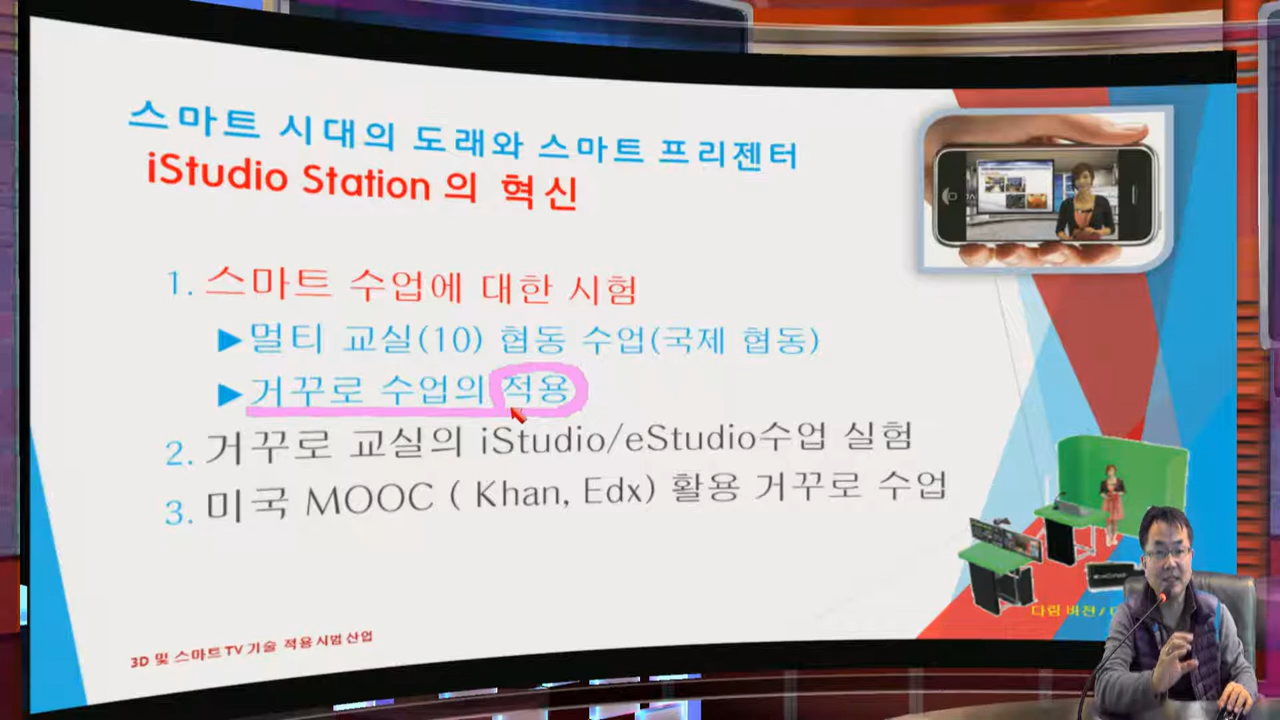 스마트 시대의 도래와 스마트 프리젠터
iStudio Station 의 혁신
1. 스마트 수업에 대한 시험
▶멀티 교실(10) 협동 수업(국제 협동)
▶거꾸로 수업의 적용
2. 거꾸로 교실의 iStudio/eStudio수업 실험
3. 미국 MOOC ( Khan, Edx) 활용 거꾸로 수업
다림 버전 /
3D 및 스마트TV 기술 적용 시범 산업